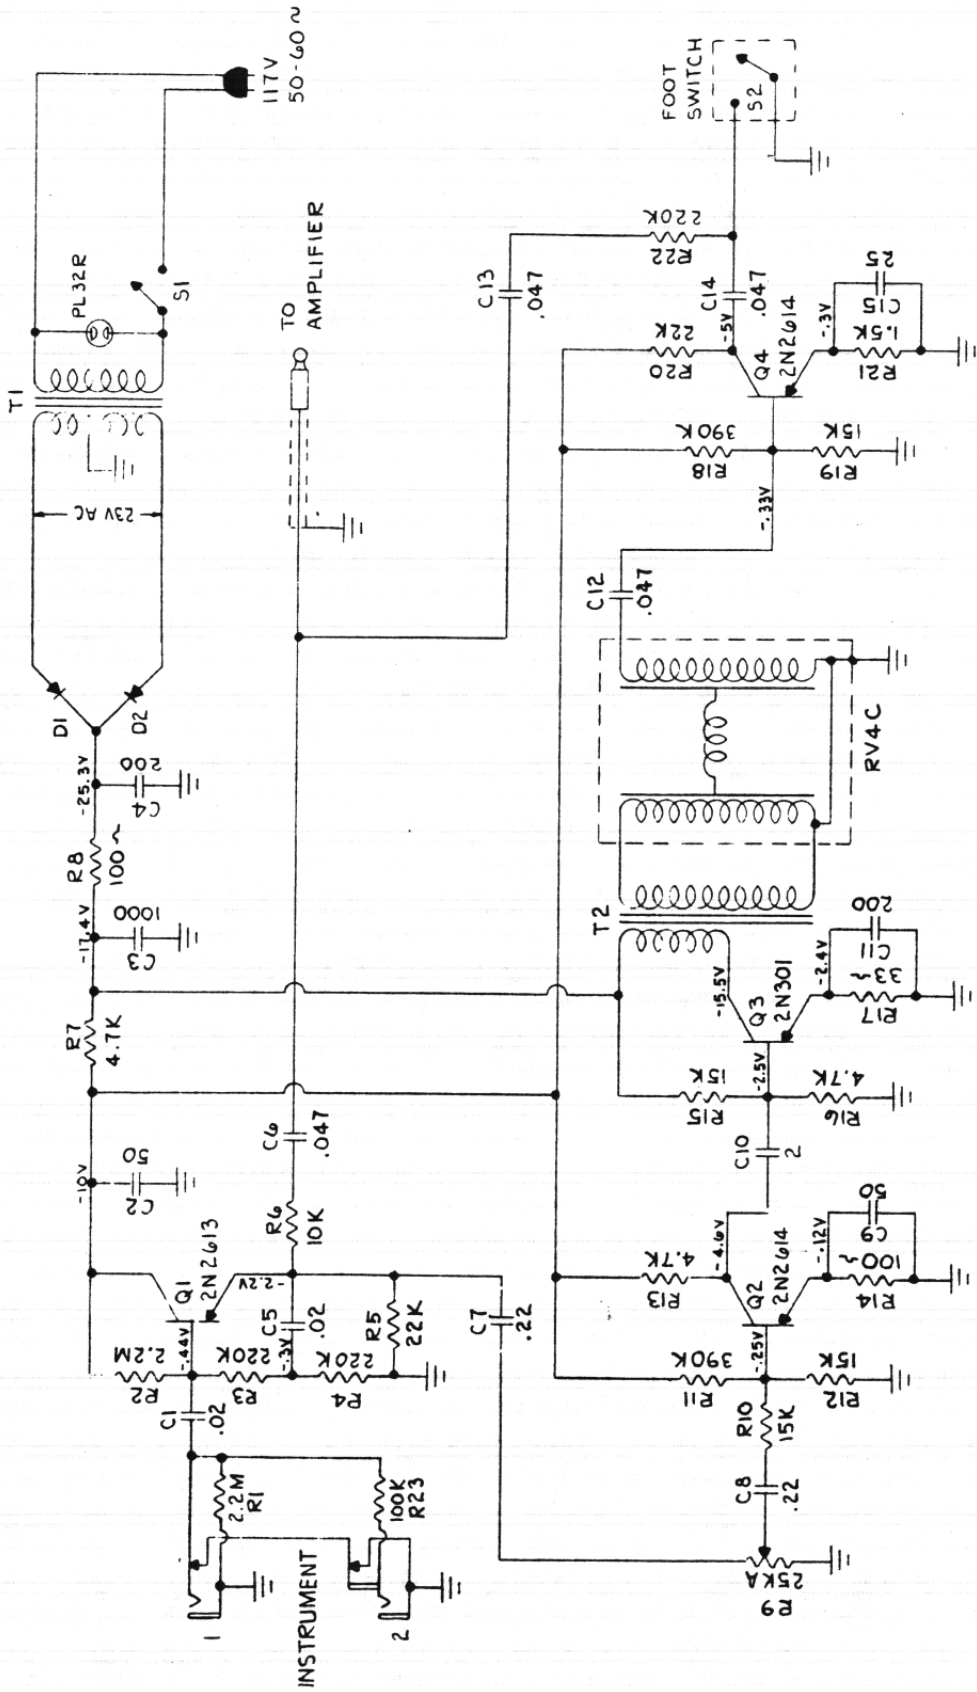 T1
PL32R
S1
117V
50-60~
23V AC
D1
D2
-25.3V
200
C4
R8
100~
-17.4V
1000
C3
R7
4.7K
-10V
50
C2
TO
AMPLIFIER
C6
.047
R6
10K
Q1
2N2613
-2.2V
-.44V
2.2M
R2
220K
R3
C5
.02
-.3V
220K
R4
R5
22K
C1
.02
2.2M
R1
100K
R23
INSTRUMENT
1
2
C7
.22
C13
.047
220K
R22
FOOT
SWITCH
S2
C14
.047
22K
R20
-5V
Q4
2N2614
-.3V
25
C15
1.5K
R21
390K
R18
15K
R19
-.33V
C12
.047
RV4C
T2
-15.5V
Q3
2N301
-2.4V
200
C11
33~
R17
15K
R15
-2.5V
4.7K
R16
C10
2
4.7K
R13
-4.6V
Q2
2N2614
-.12V
50
C9
100~
R14
390K
R11
-.25V
15K
R12
R10
15K
C8
.22
25KA
R9